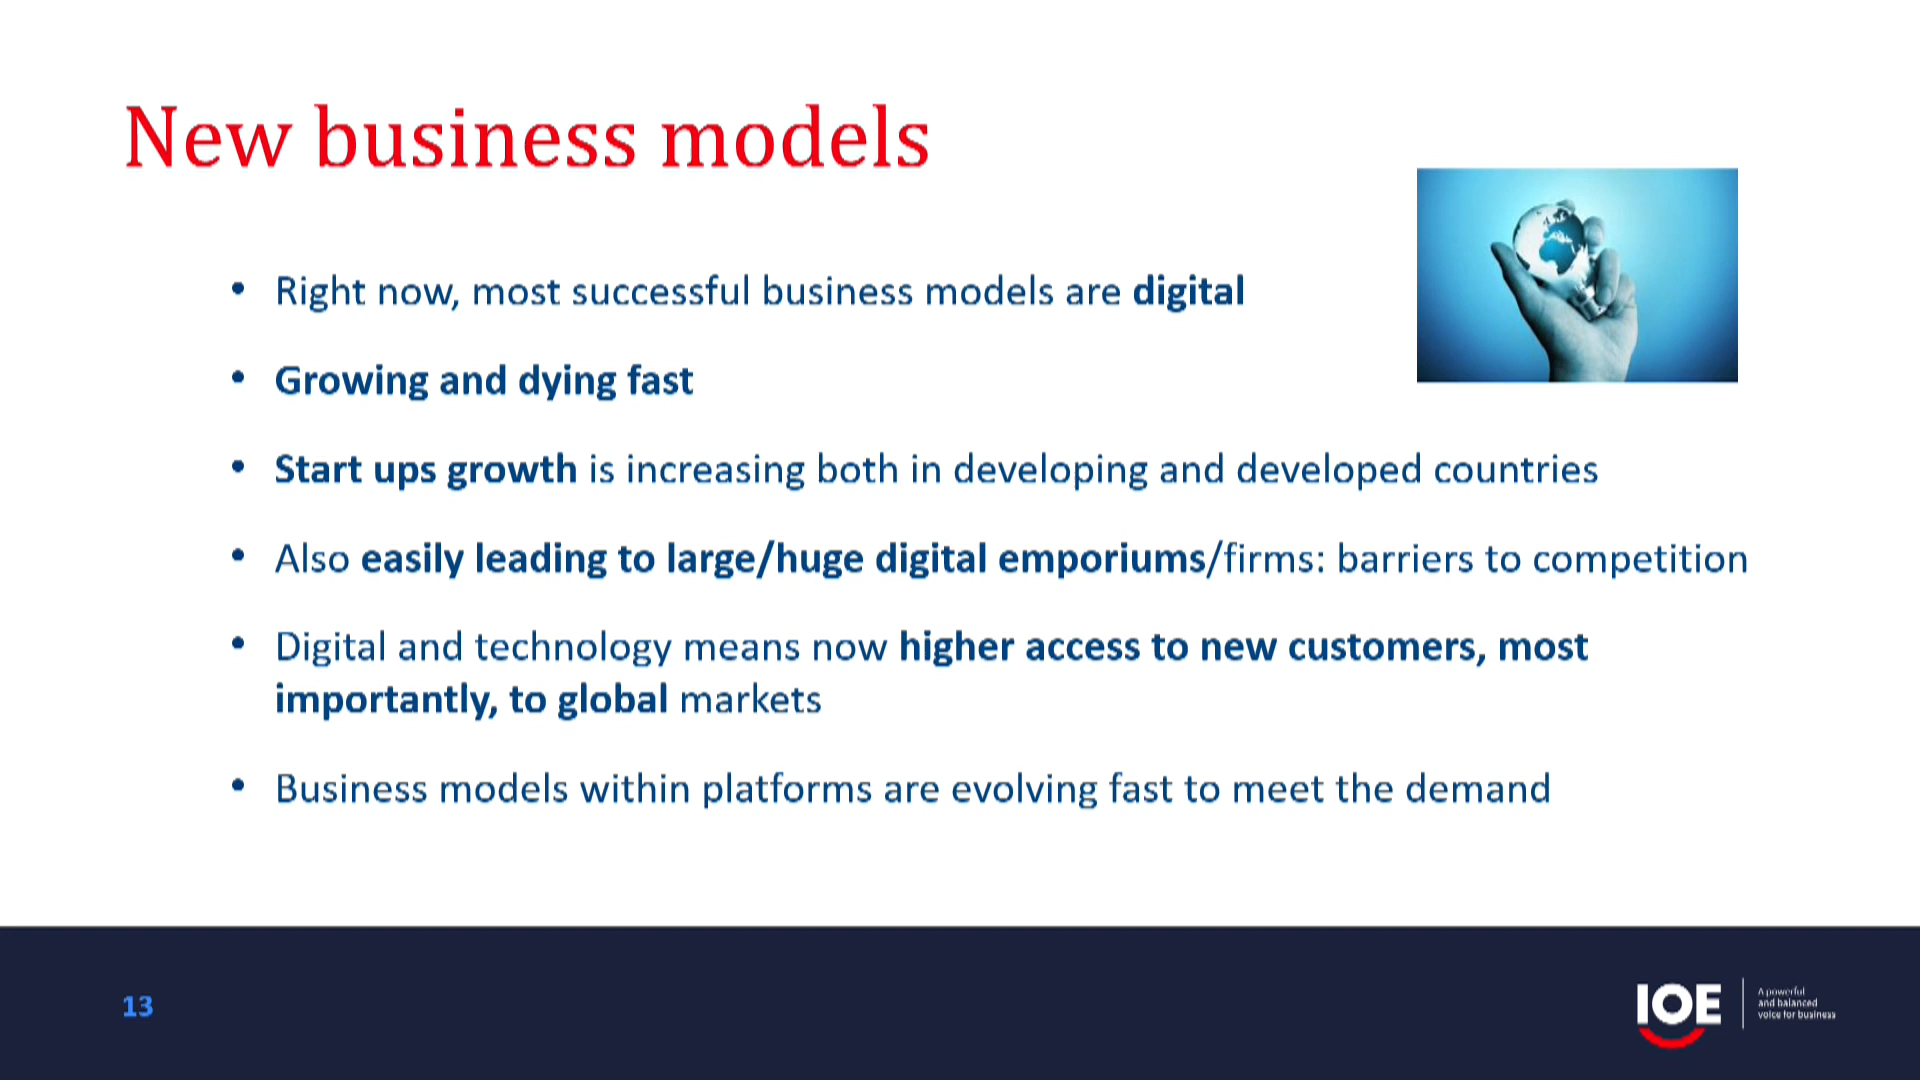 New business models
• Right now, most successful business models are digital
• Growing and dying fast
• Start ups growth is increasing both in developing and developed countries
• Also easily leading to large/huge digital emporiums/firms: barriers to competition
• Digital and technology means now higher access to new customers, most
importantly, to global markets
• Business models within platforms are evolving fast to meet the demand
13
IOE
A powerful
and balanced
voice for business